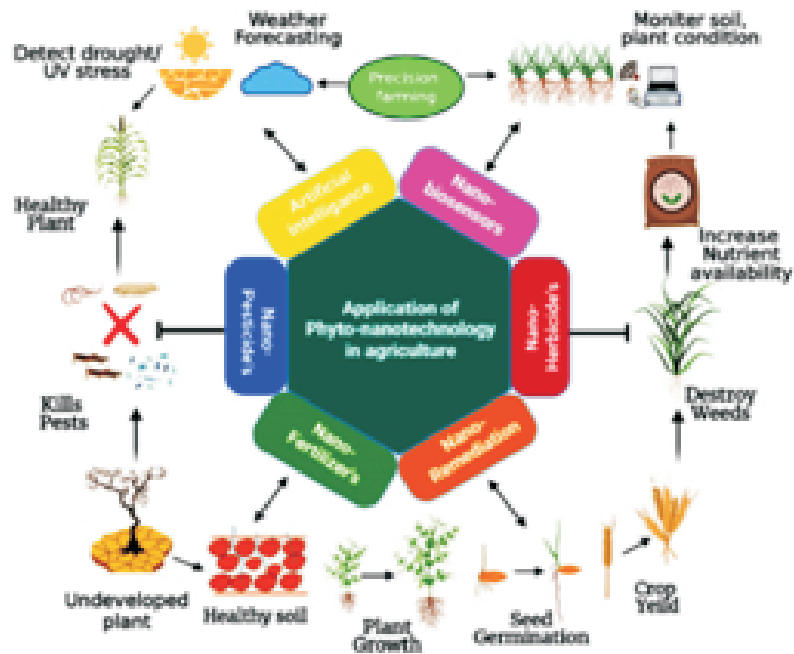 Weather
Forecasting
Detect drought/
UV stress
Precision
farming
Moniter soil,
plant condition
Healthy
Plant
Artificial
Intelligance
Nano-
biosensors
Increase
Nutrient
availability
Nano-
Pesticide's
Application of
Phyto-nanotechnology
in agriculture
Nano-
Herbicide's
Kills
Pests
Destroy
Weeds
Nano-
Fertilizer's
Nano-
Remediation
Undeveloped
plant
Healthy soil
Plant
Growth
Seed
Germination
Crop
Yeild